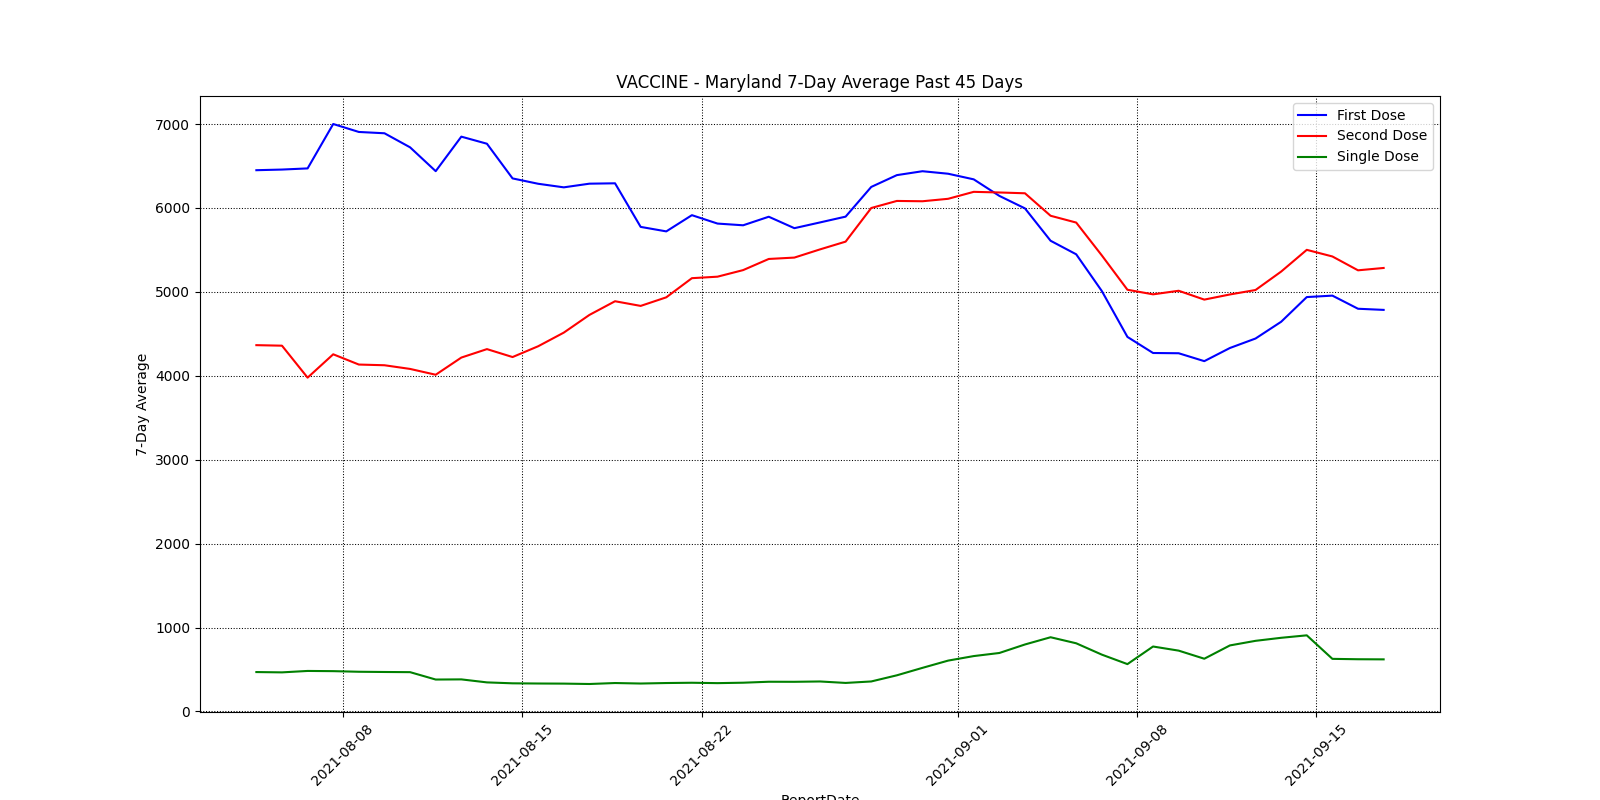 VACCINE - Maryland 7-Day Average Past 45 Days
First Dose
Second Dose
Single Dose
7-Day Average
7000
6000
5000
4000
3000
2000
1000
0
2021-08-08
2021-08-15
2021-08-22
2021-09-01
2021-09-08
2021-09-15
ReportDate